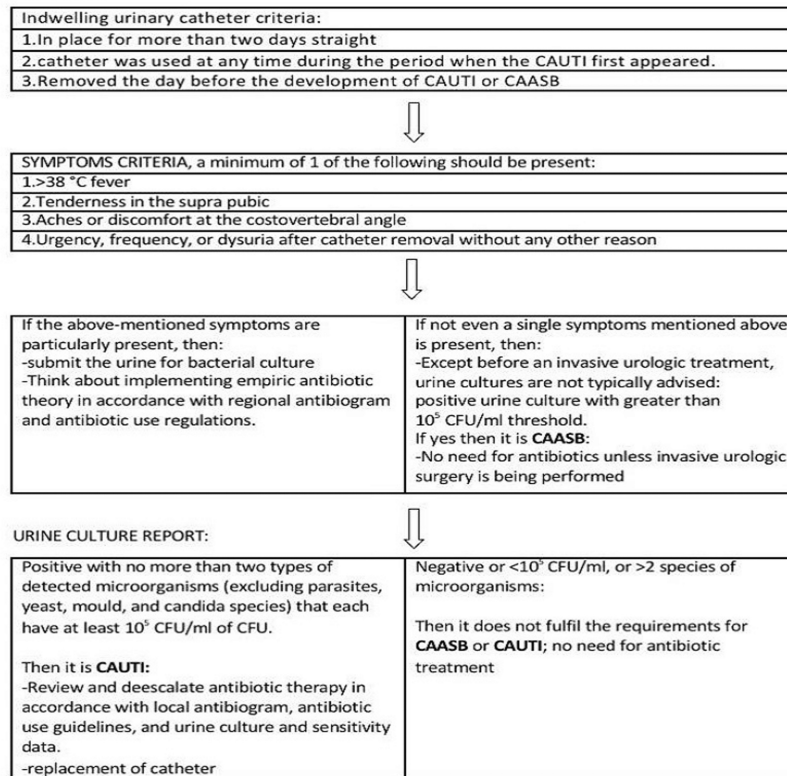 Indwelling urinary catheter criteria:
1.In place for more than two days straight
2.catheter was used at any time during the period when the CAUTI first appeared.
3.Removed the day before the development of CAUTI or CAASB
SYMPTOMS CRITERIA, a minimum of 1 of the following should be present:
1.>38 °C fever
2.Tenderness in the supra pubic
3.Aches or discomfort at the costovertebral angle
4.Urgency, frequency, or dysuria after catheter removal without any other reason
If the above-mentioned symptoms are
particularly present, then:
-submit the urine for bacterial culture
-Think about implementing empiric antibiotic
theory in accordance with regional antibiogram
and antibiotic use regulations.
If not even a single symptoms mentioned above
is present, then:
-Except before an invasive urologic treatment,
urine cultures are not typically advised:
positive urine culture with greater than
10⁵ CFU/ml threshold.
If yes then it is CAASB:
-No need for antibiotics unless invasive urologic
surgery is being performed
URINE CULTURE REPORT:
Positive with no more than two types of
detected microorganisms (excluding parasites,
yeast, mould, and candida species) that each
have at least 10⁵ CFU/ml of CFU.
Then it is CAUTI:
-Review and deescalate antibiotic therapy in
accordance with local antibiogram, antibiotic
use guidelines, and urine culture and sensitivity
data.
-replacement of catheter
Negative or <10⁵ CFU/ml, or >2 species of
microorganisms:
Then it does not fulfil the requirements for
CAASB or CAUTI; no need for antibiotic
treatment